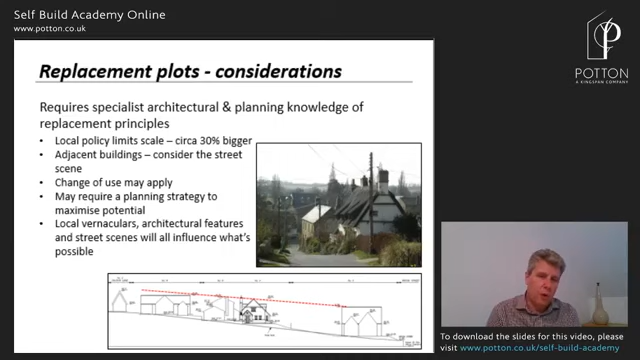 Self Build Academy Online
www.potton.co.uk
POTTON
A KINGSPAN COMPANY
Replacement plots - considerations
Requires specialist architectural & planning knowledge of
replacement principles
• Local policy limits scale – circa 30% bigger
• Adjacent buildings – consider the street
scene
• Change of use may apply
• May require a planning strategy to
maximise potential
• Local vernaculars, architectural features
and street scenes will all influence what's
possible
To download the slides for this video, please
visit www.potton.co.uk/self-build-academy